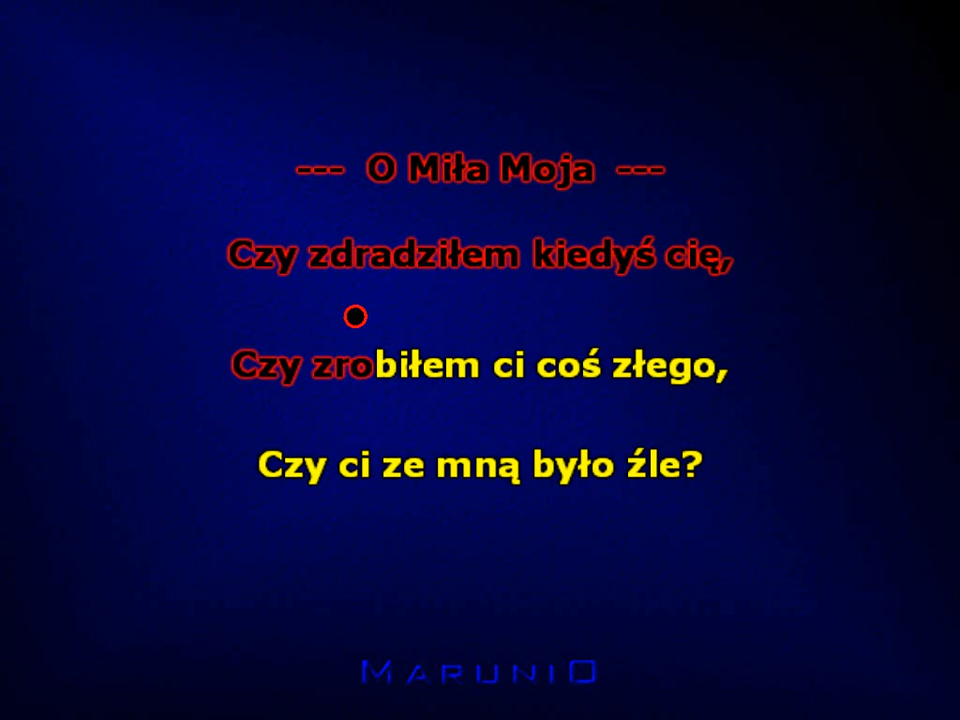 --- O Miła Moja ---
Czy zdradziłem kiedyś cię,
Czy zrobiłem ci coś złego,
Czy ci ze mną było źle?
MARUNIO